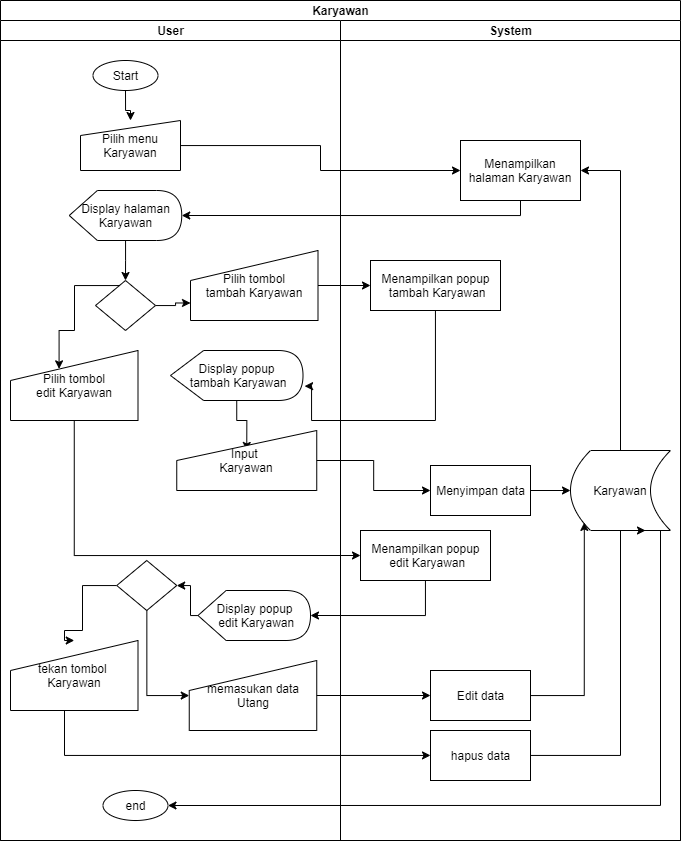 Karyawan
User
System
Start
Pilih menu
Karyawan
Menampilkan
halaman Karyawan
Display halaman
Karyawan
Pilih tombol
tambah Karyawan
Menampilkan popup
tambah Karyawan
Pilih tombol
edit Karyawan
Display popup
tambah Karyawan
Input
Karyawan
Menyimpan data
Karyawan
Menampilkan popup
edit Karyawan
Display popup
edit Karyawan
tekan tombol
Karyawan
memasukan data
Utang
Edit data
hapus data
end